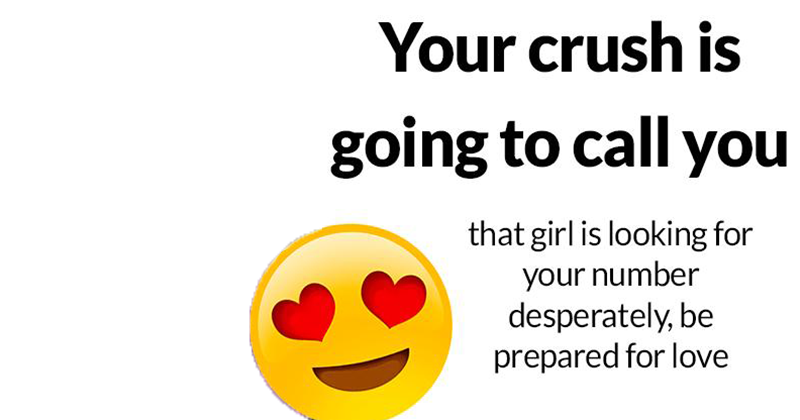 Your crush is
going to call you
that girl is looking for
your number
desperately, be
prepared for love